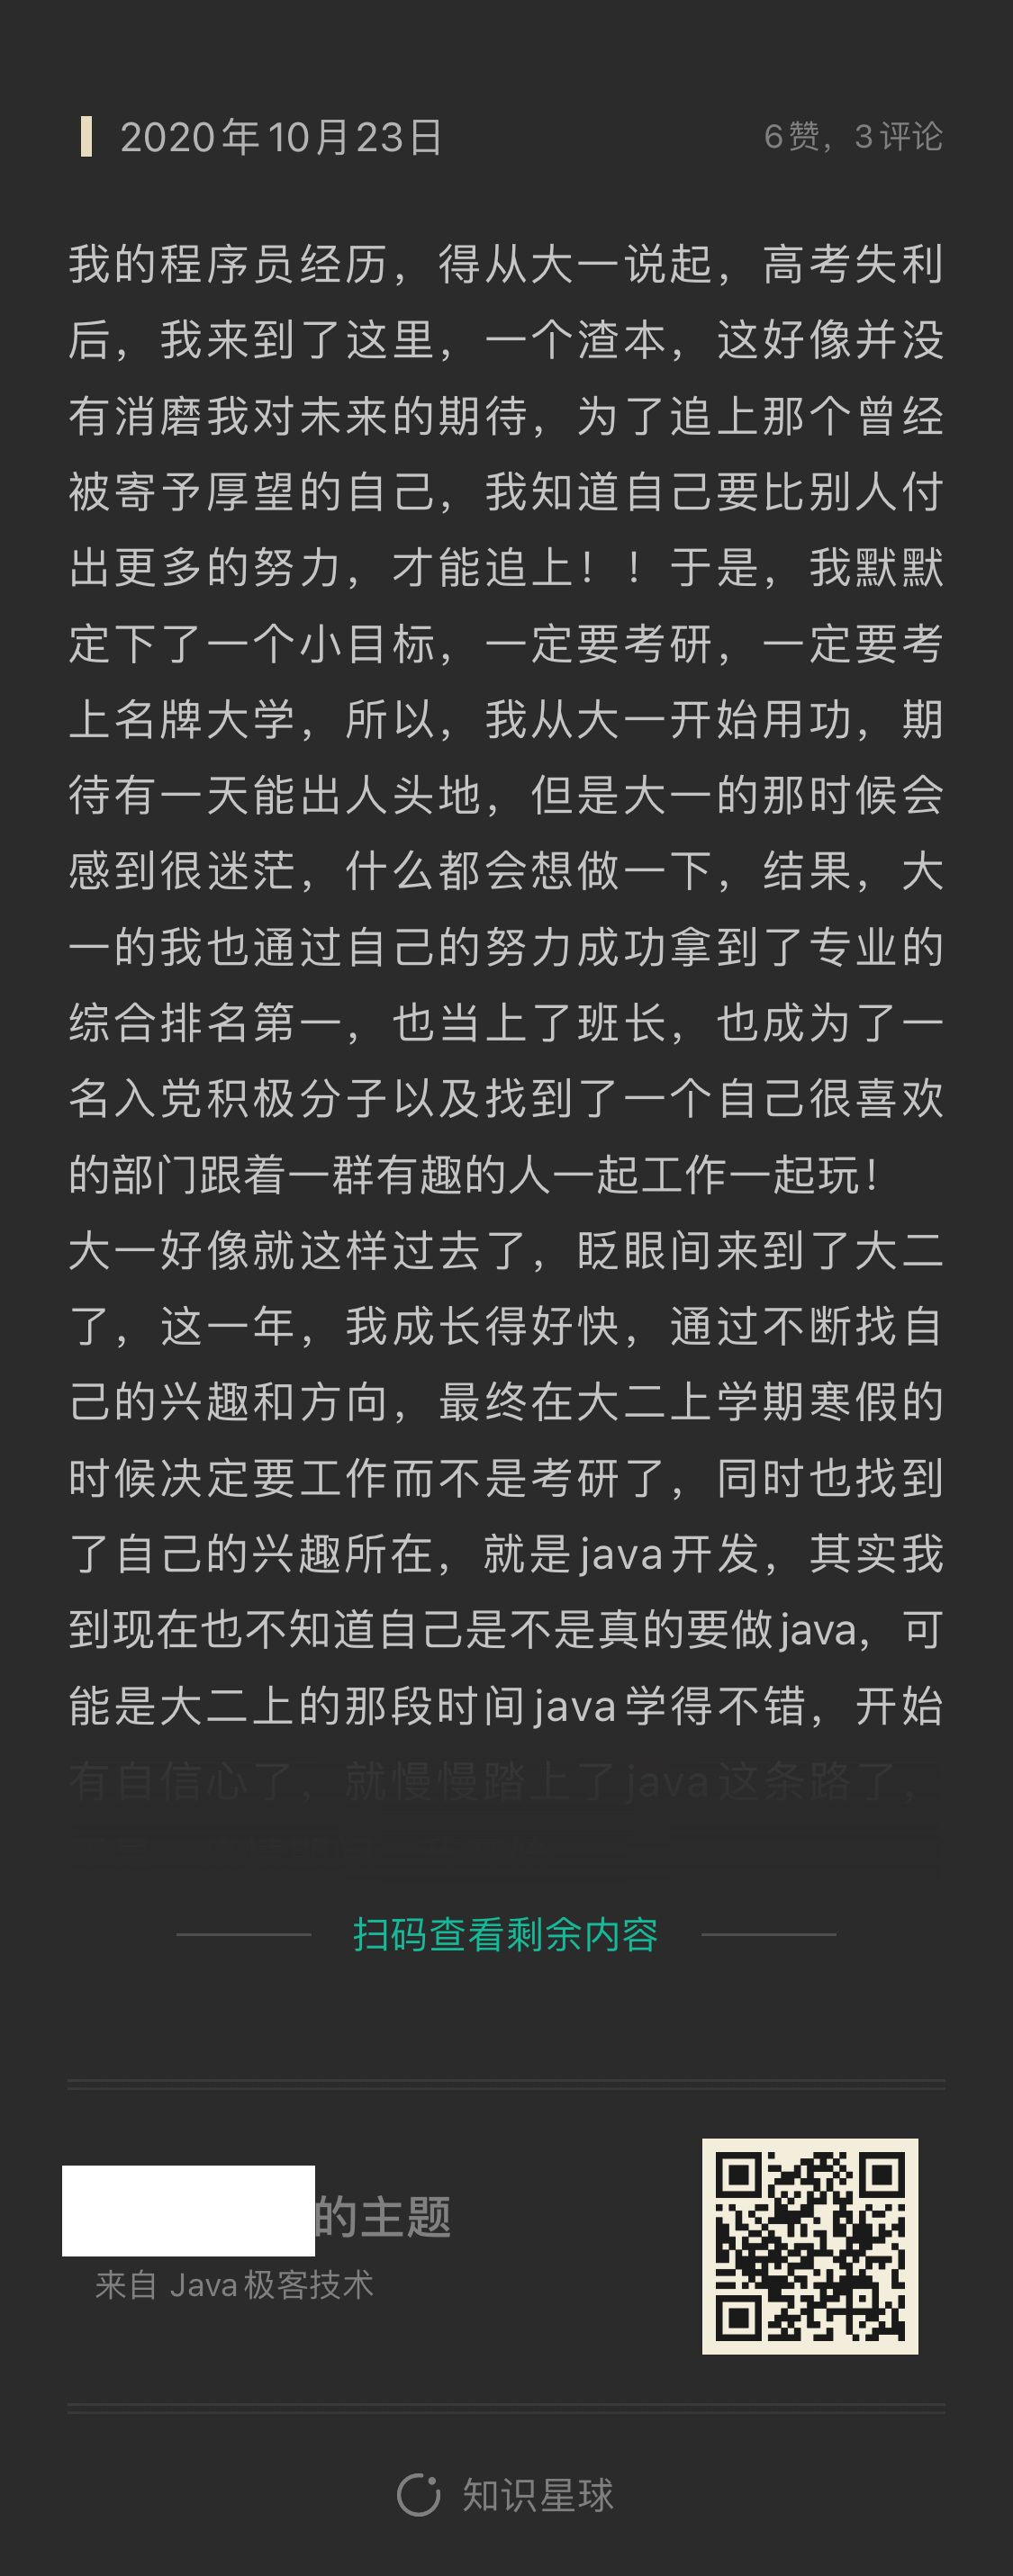 2020年10月23日
6赞，3评论
我的程序员经历，得从大一说起，高考失利
后，我来到了这里，一个渣本，这好像并没
有消磨我对未来的期待，为了追上那个曾经
被寄予厚望的自己，我知道自己要比别人付
出更多的努力，才能追上！！于是，我默默
定下了一个小目标，一定要考研，一定要考
上名牌大学，所以，我从大一开始用功，期
待有一天能出人头地，但是大一的那时候会
感到很迷茫，什么都会想做一下，结果，大
一的我也通过自己的努力成功拿到了专业的
综合排名第一，也当上了班长，也成为了一
名入党积极分子以及找到了一个自己很喜欢
的部门跟着一群有趣的人一起工作一起玩！
大一好像就这样过去了，眨眼间来到了大二
了，这一年，我成长得好快，通过不断找自
己的兴趣和方向，最终在大二上学期寒假的
时候决定要工作而不是考研了，同时也找到
了自己的兴趣所在，就是java开发，其实我
到现在也不知道自己是不是真的要做java，可
能是大二上的那段时间java学得不错，开始
有自信心了，就慢慢踏上了java这条路了，
扫码查看剩余内容
的主题
来自 Java极客技术
知识星球